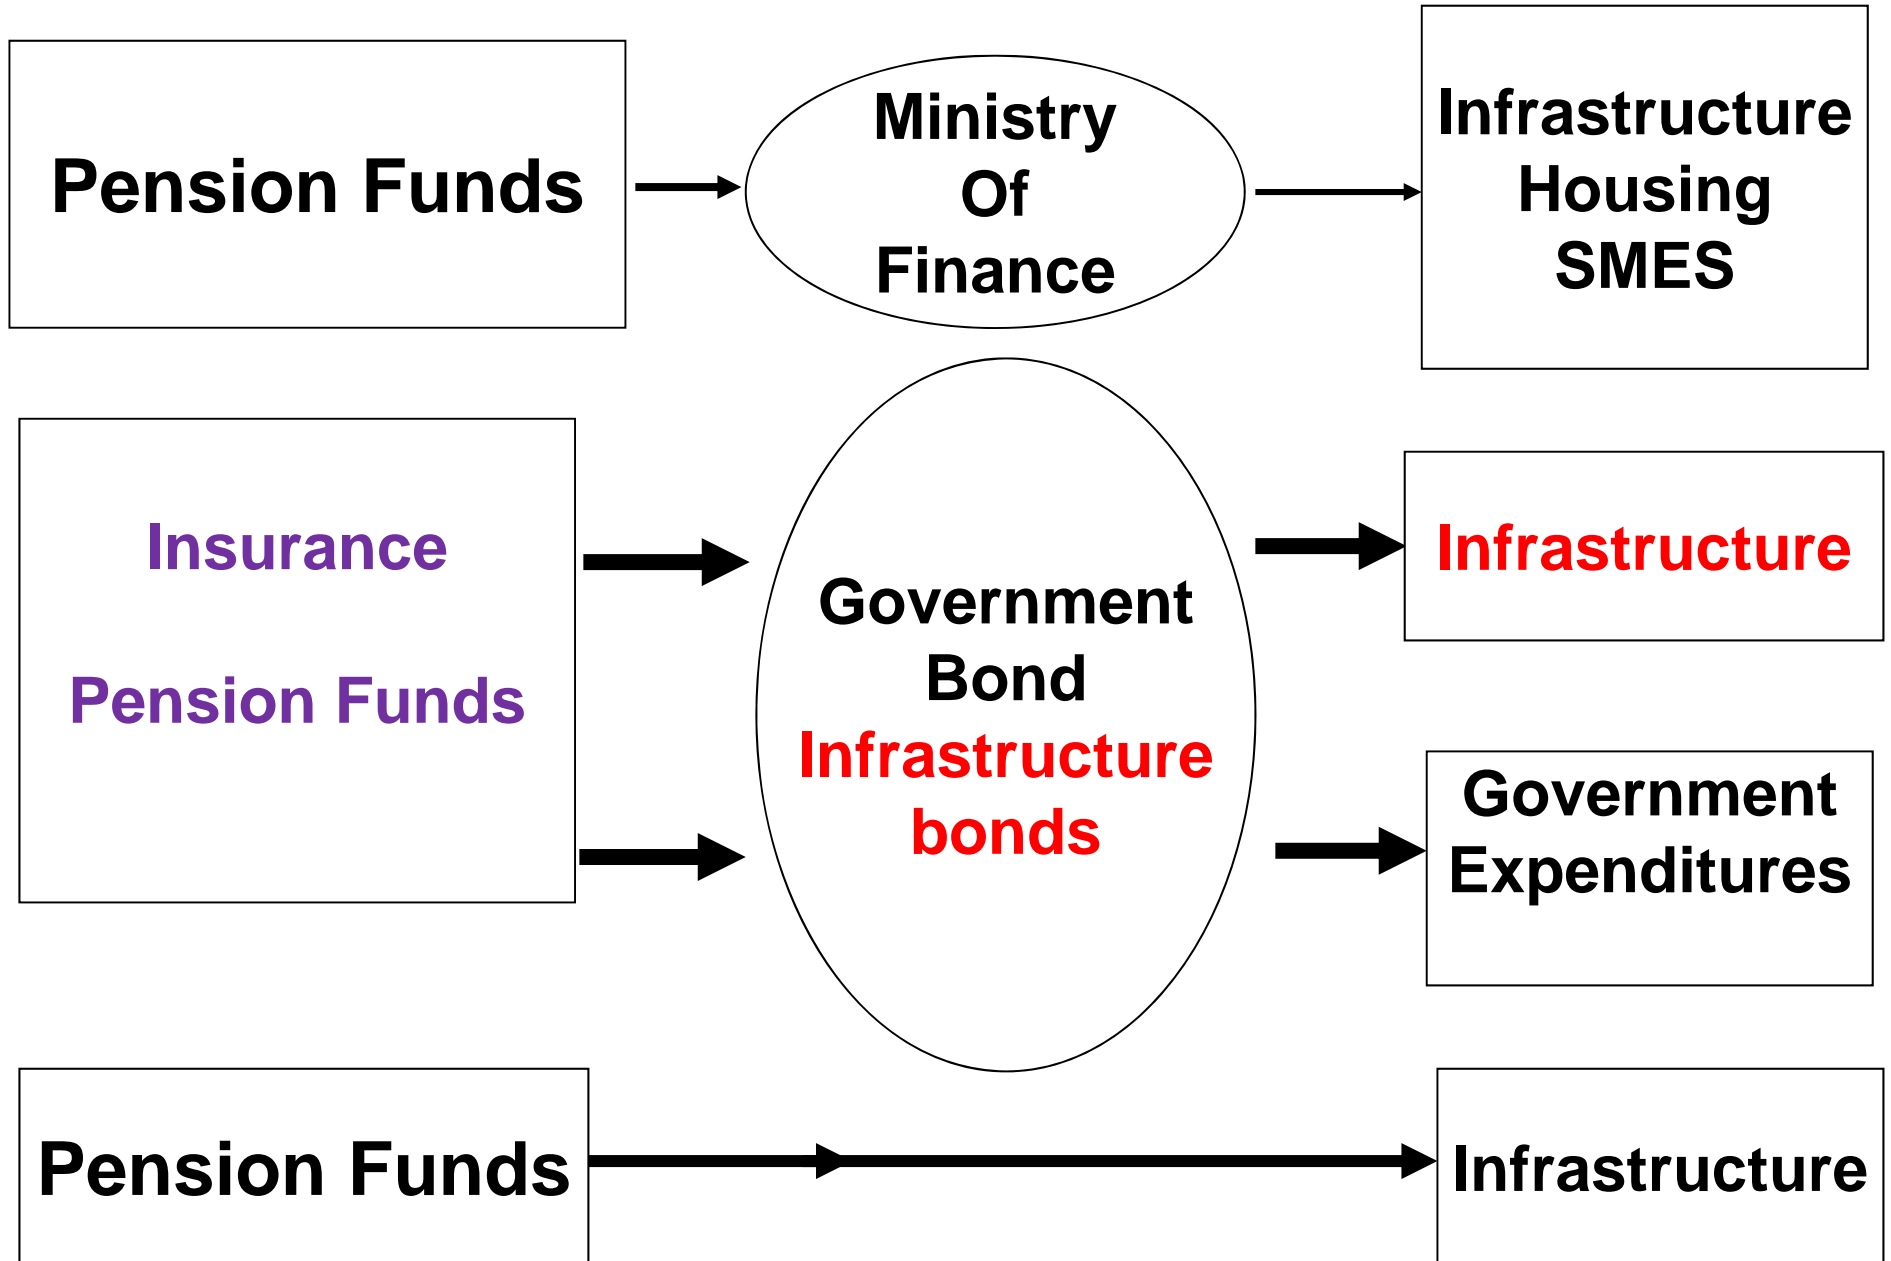 Pension Funds
Ministry
Of
Finance
Infrastructure
Housing
SMES
Insurance
Pension Funds
Government
Bond
Infrastructure
bonds
Infrastructure
Government
Expenditures
Pension Funds
Infrastructure